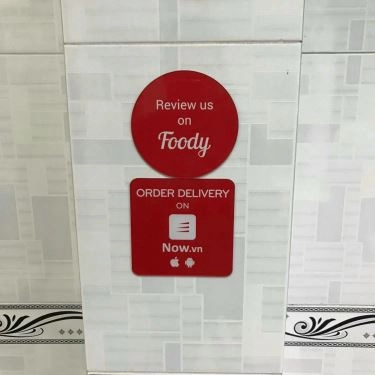 Review us
on
Foody
ORDER DELIVERY
ON
Now.vn